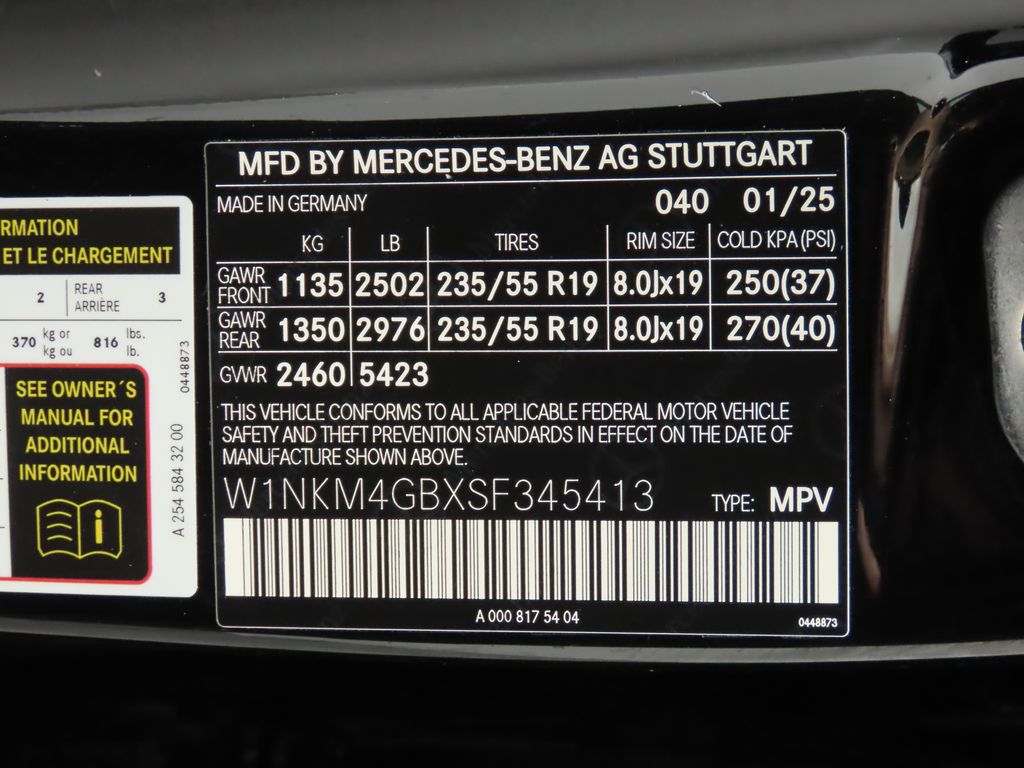 RMATION
ET LE CHARGEMENT
2 REAR ARRIÈRE 3
370 kg or kg ou 816 lbs. lb.
SEE OWNER´S
MANUAL FOR
ADDITIONAL
INFORMATION
i
A 254 584 32 00
0448873
MFD BY MERCEDES-BENZ AG STUTTGART
MADE IN GERMANY 040 01/25
KG LB TIRES RIM SIZE COLD KPA(PSI)
GAWR FRONT 1135 2502 235/55 R19 8.0Jx19 250(37)
GAWR REAR 1350 2976 235/55 R19 8.0Jx19 270(40)
GVWR 2460 5423
THIS VEHICLE CONFORMS TO ALL APPLICABLE FEDERAL MOTOR VEHICLE
SAFETY AND THEFT PREVENTION STANDARDS IN EFFECT ON THE DATE OF
MANUFACTURE SHOWN ABOVE.
W1NKM4GBXSF345413 TYPE: MPV
A 000 817 54 04
0448873